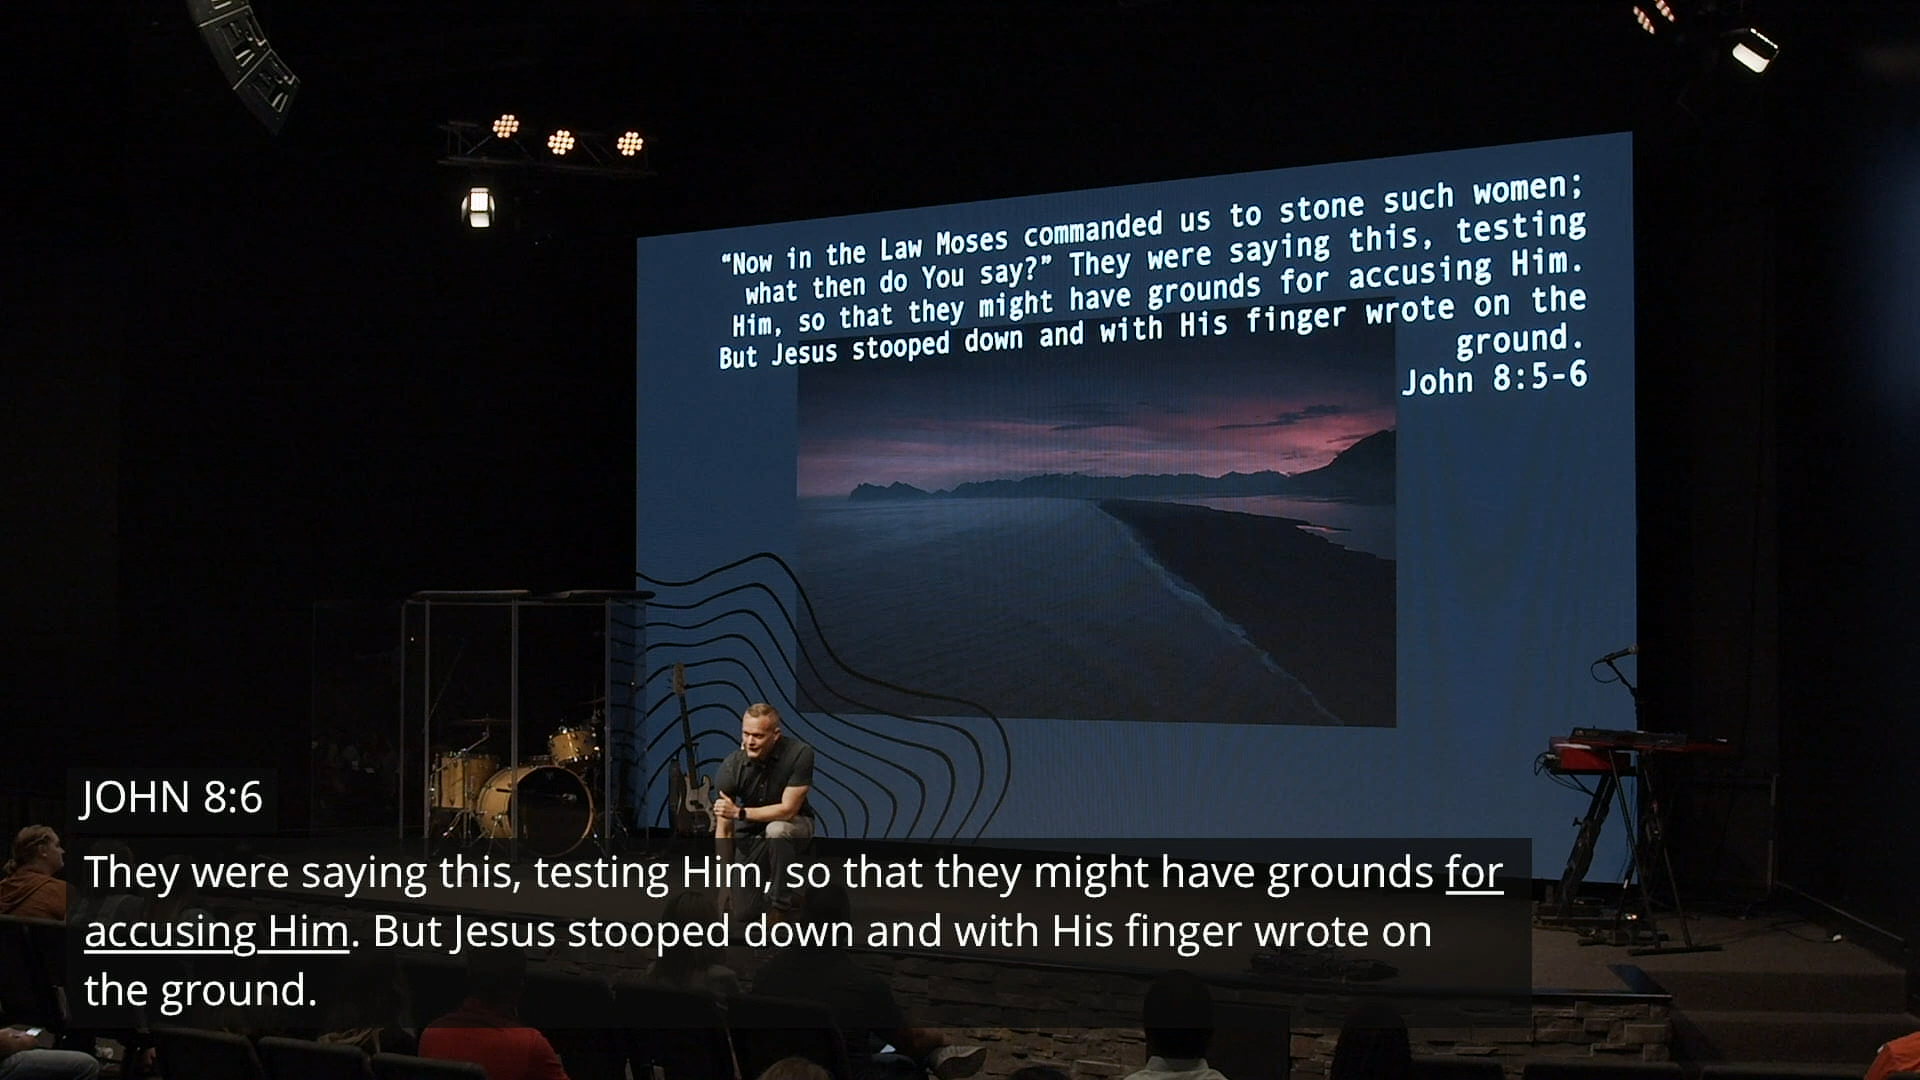 “Now in the Law Moses commanded us to stone such women;
what then do You say?” They were saying this, testing
Him, so that they might have grounds for accusing Him.
But Jesus stooped down and with His finger wrote on the
ground.
John 8:5-6
JOHN 8:6
They were saying this, testing Him, so that they might have grounds for
accusing Him. But Jesus stooped down and with His finger wrote on
the ground.